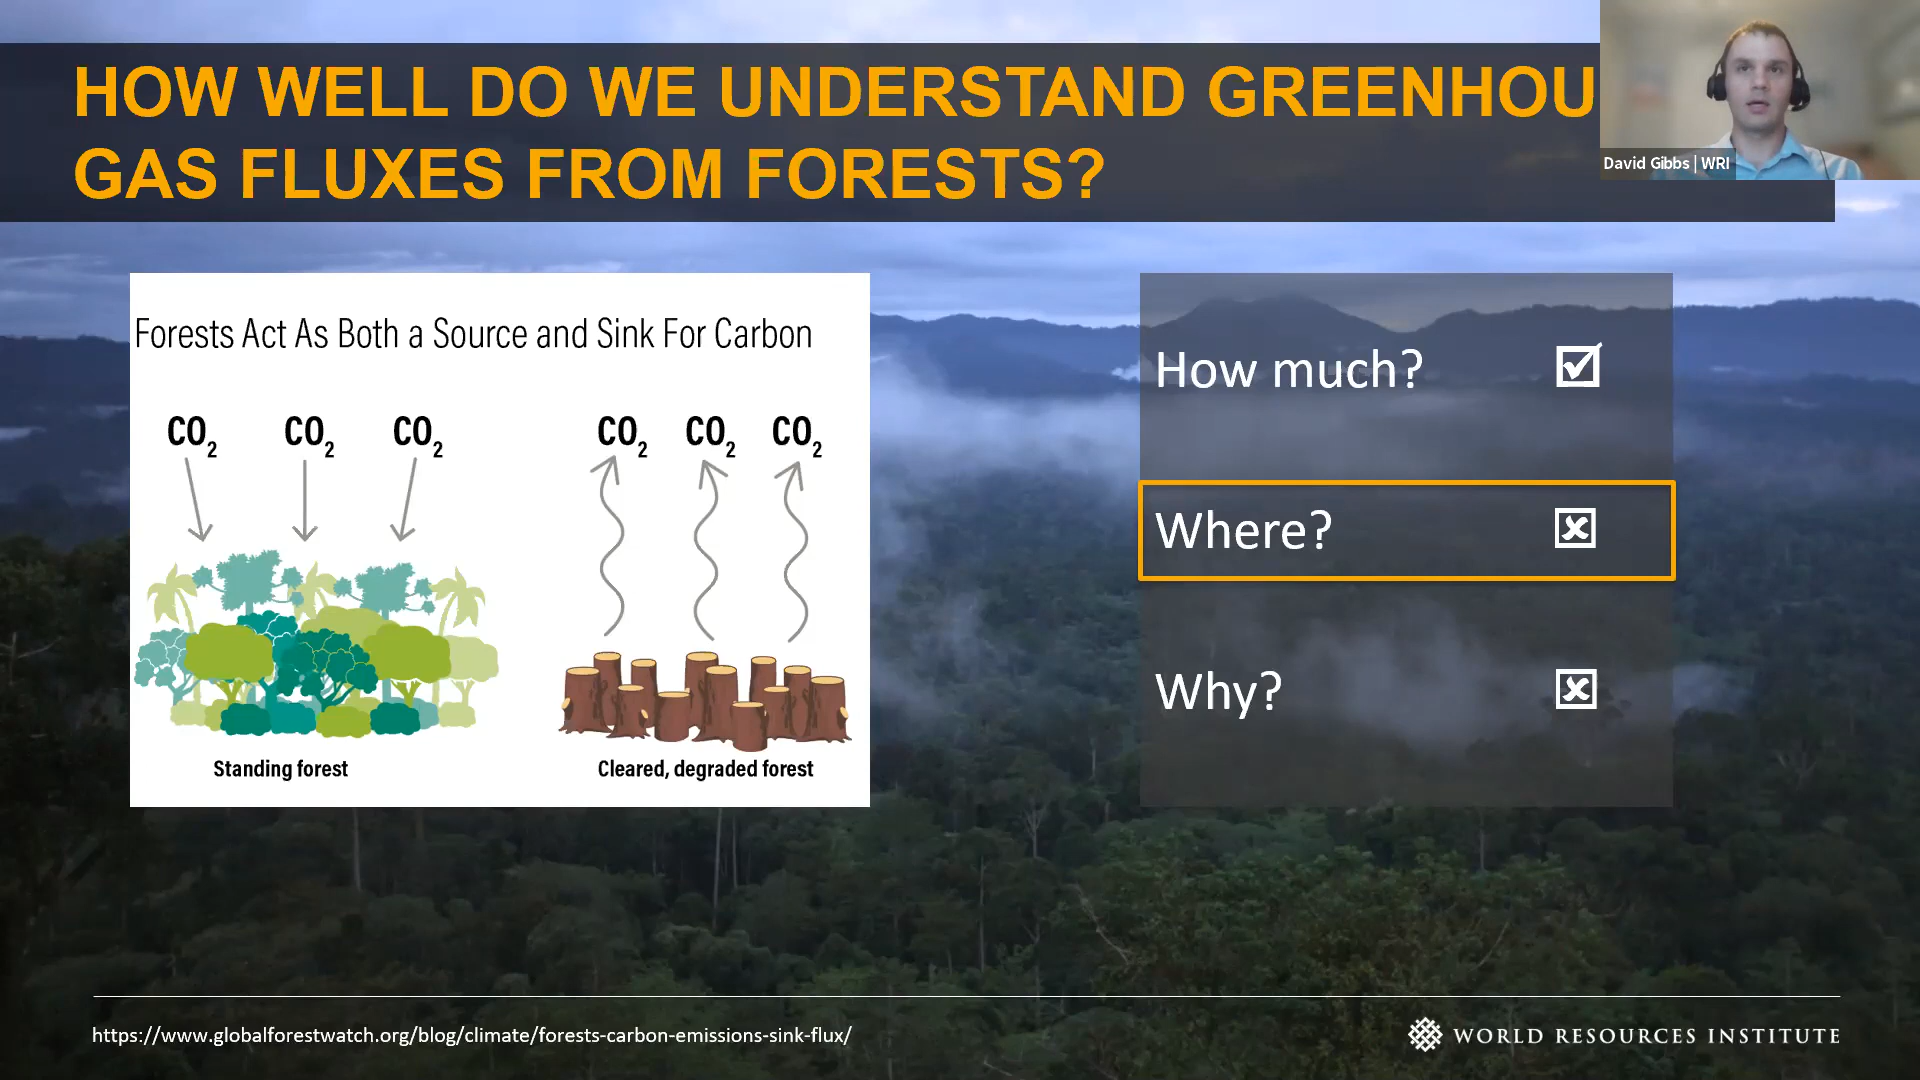 HOW WELL DO WE UNDERSTAND GREENHOU
GAS FLUXES FROM FORESTS?
David Gibbs | WRI
Forests Act As Both a Source and Sink For Carbon
CO2 CO2 CO2 CO2 CO2 CO2
Standing forest
Cleared, degraded forest
How much?
Where?
Why?
https://www.globalforestwatch.org/blog/climate/forests-carbon-emissions-sink-flux/
WORLD RESOURCES INSTITUTE